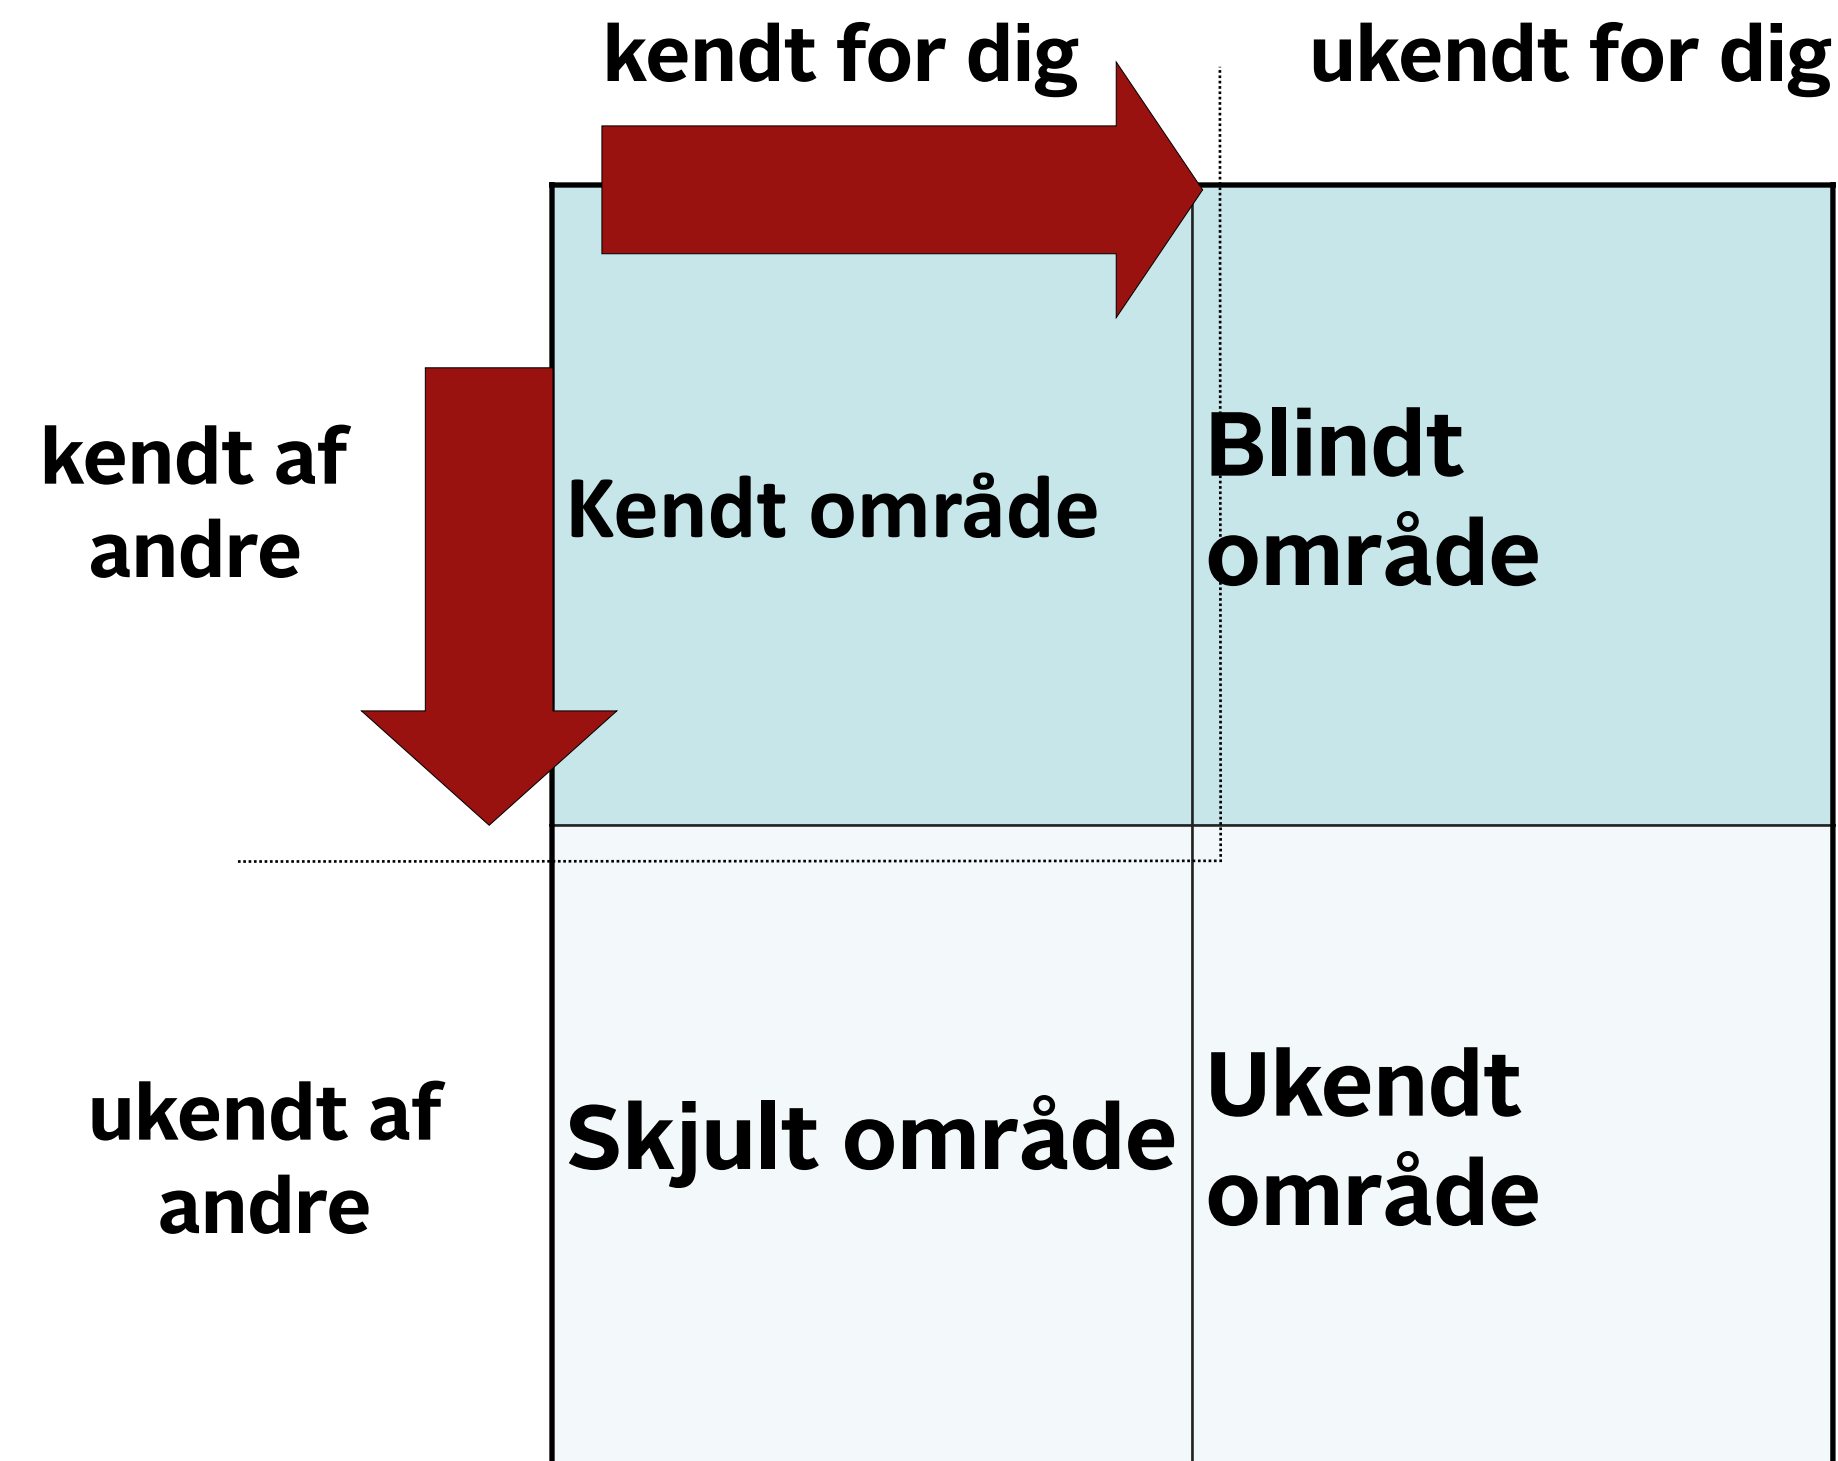 kendt for dig
ukendt for dig
kendt af
andre
Kendt område
Blindt
område
ukendt af
andre
Skjult område
Ukendt
område